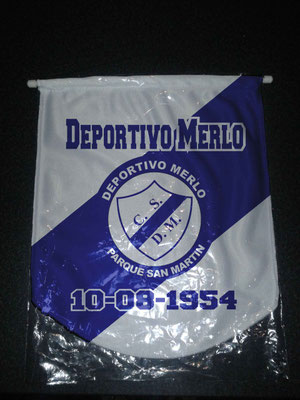 DEPORTIVO MERLO
DEPORTIVO MERLO
C. S.
D. M.
PARQUE SAN MARTIN
10-08-1954